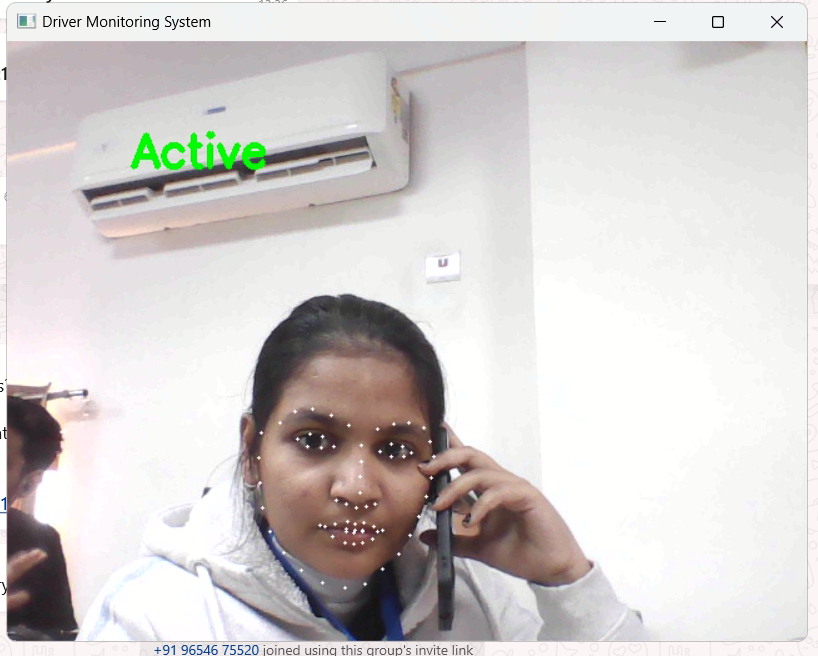 Driver Monitoring System
Active
+91 96546 75520 joined using this group's invite link